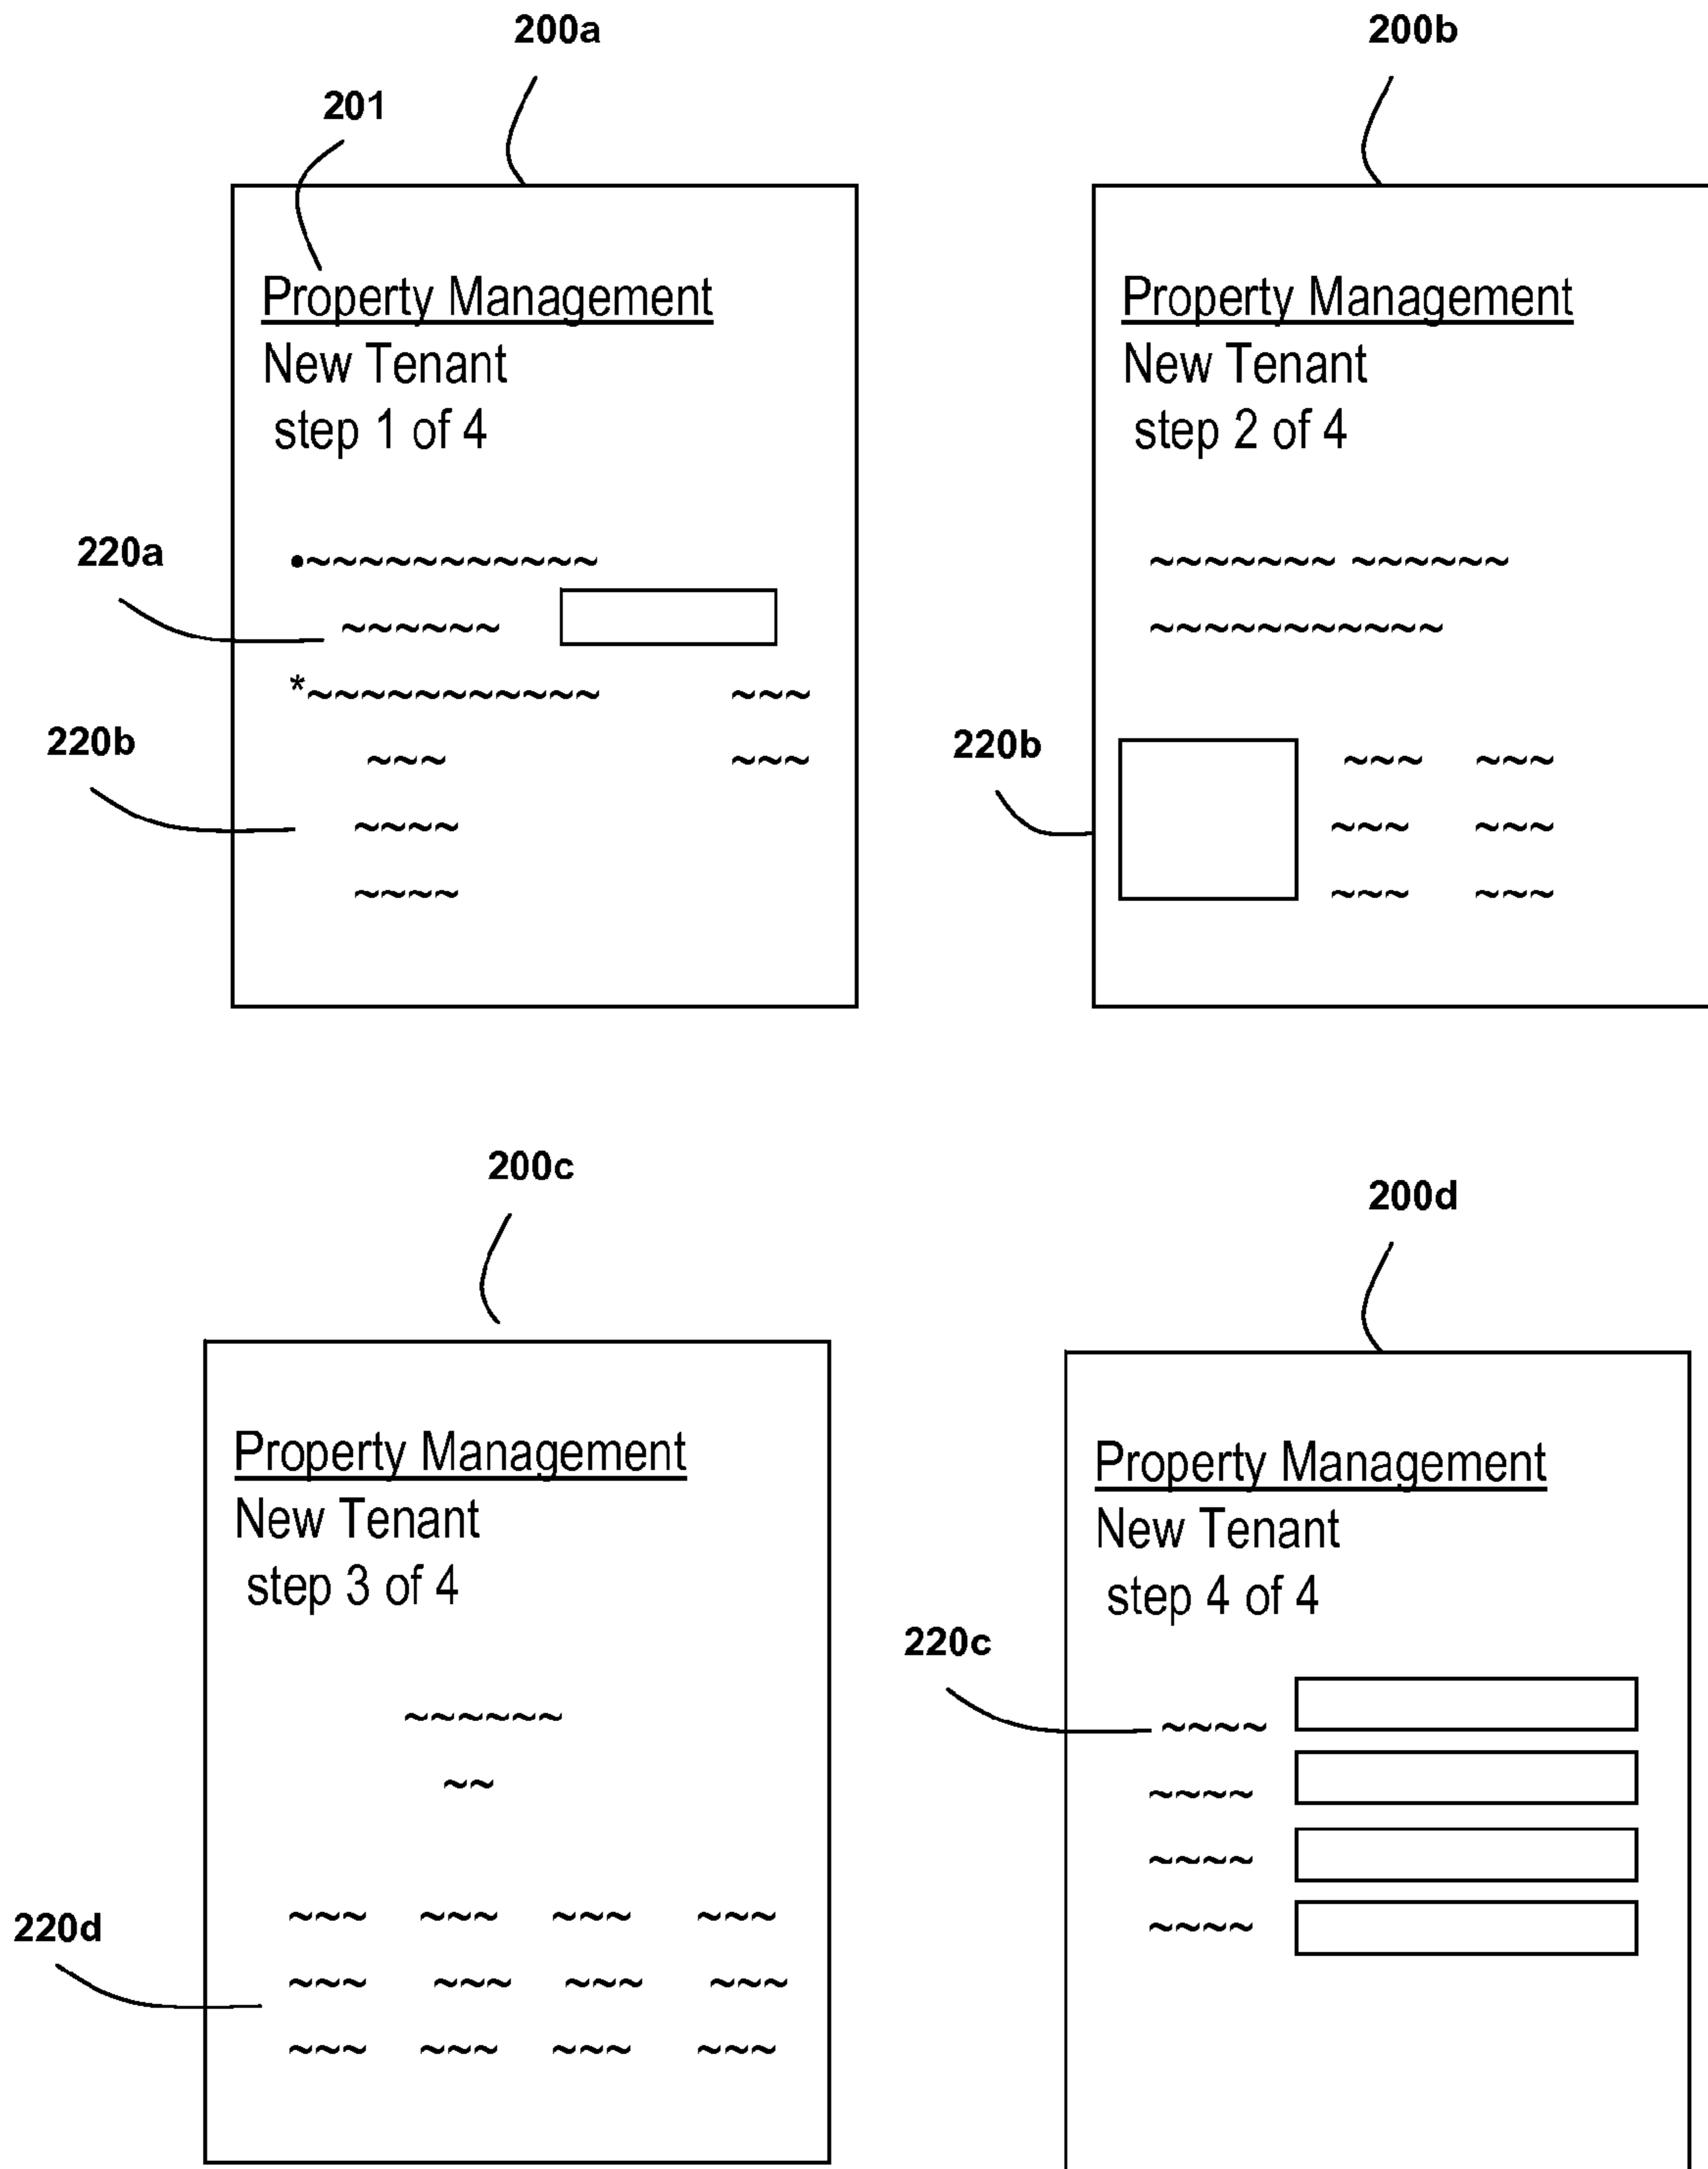 200a
200b
201
Property Management
New Tenant
step 1 of 4
220a
•~~~~~~~~~~~
~~~~~~
*~~~~~~~~~~~ ~~~
220b
~~~ ~~~
~~~~
~~~~
Property Management
New Tenant
step 2 of 4
~~~~~~~ ~~~~~~
~~~~~~~~~~~
220b
~~~ ~~~
~~~ ~~~
~~~ ~~~
200c
200d
Property Management
New Tenant
step 3 of 4
~~~~~~
~~
220d
~~~ ~~~ ~~~ ~~~
~~~ ~~~ ~~~ ~~~
~~~ ~~~ ~~~ ~~~
Property Management
New Tenant
step 4 of 4
220c
~~~~
~~~~
~~~~
~~~~